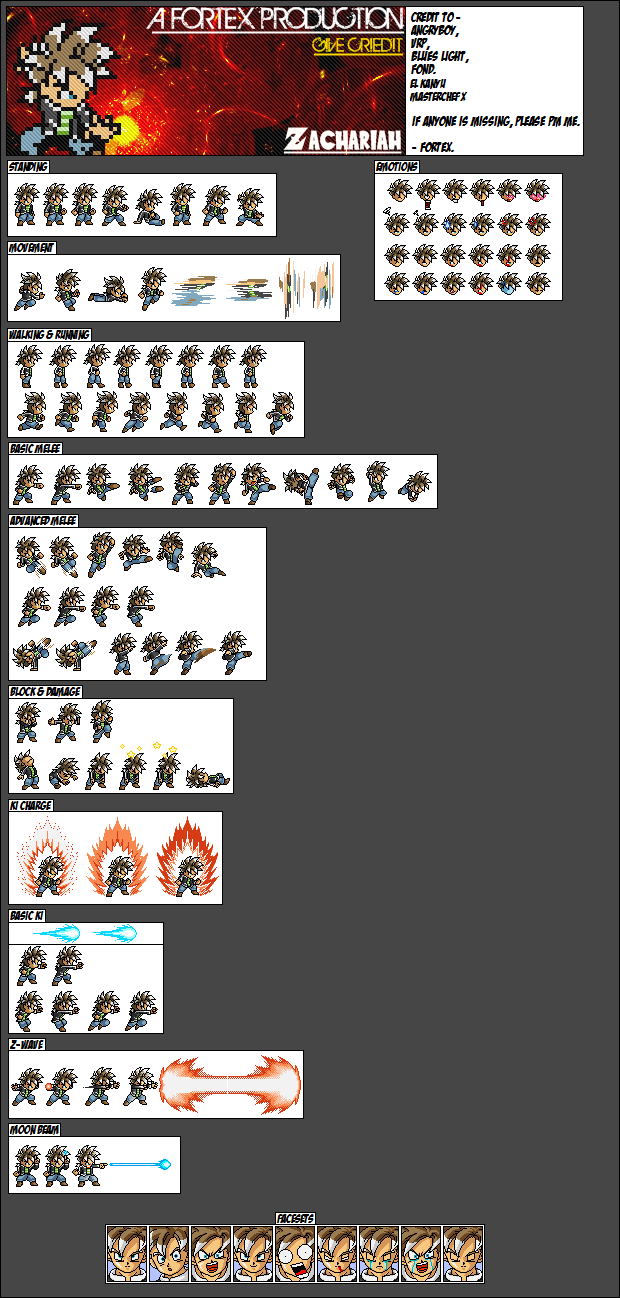 A FORTEX PRODUCTION
GIVE CRIEDIT
ZACHARIAH
CREDIT TO -
ANGRYBOY,
VRP,
BLUES LIGHT,
FOND.
EL KANYU
MASTERCHEFX
IF ANYONE IS MISSING, PLEASE PM ME.
- FORTEX.
STANDING
EMOTIONS
MOVEMENT
WALKING & RUNNING
BASIC MELEE
ADVANCED MELEE
BLOCK & DAMAGE
KI CHARGE
BASIC KI
Z-WAVE
MOON BEAM
FACESETS